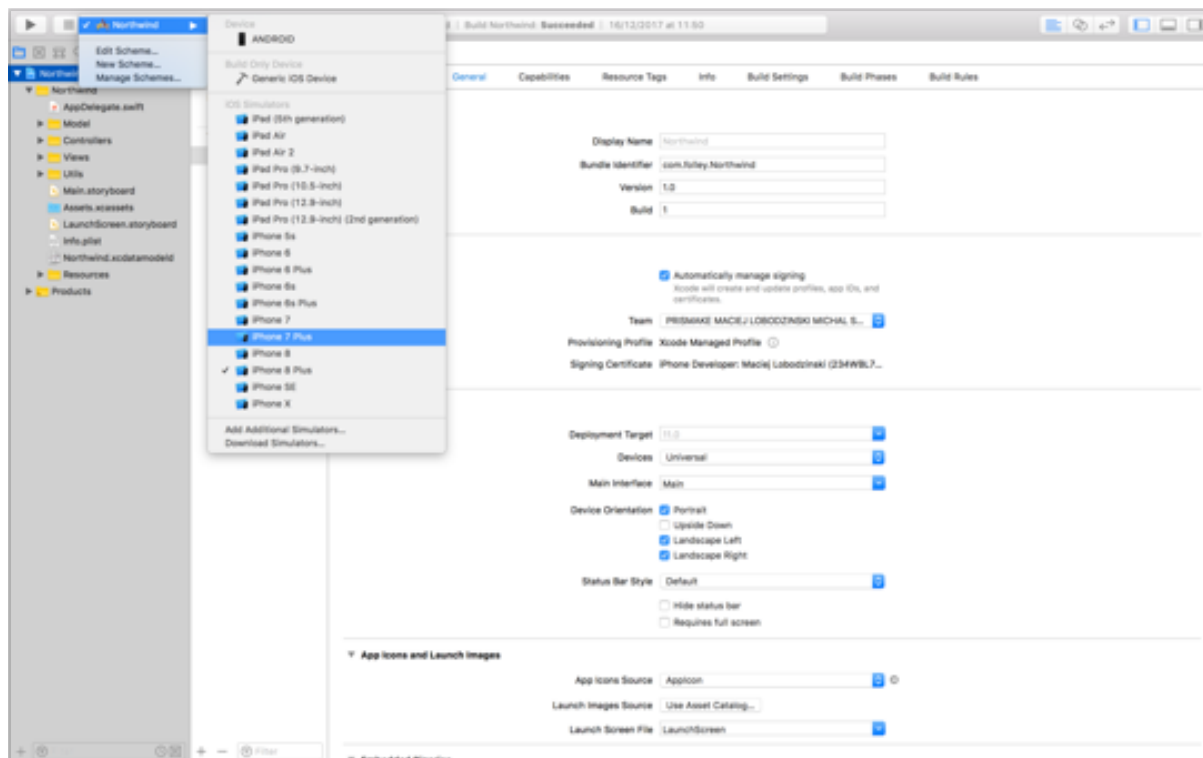 Northwind
Edit Scheme...
New Scheme...
Manage Schemes...
Device
ANDROID
Build Only Device
Generic iOS Device
iOS Simulators
iPad (5th generation)
iPad Air
iPad Air 2
iPad Pro (9.7-inch)
iPad Pro (10.5-inch)
iPad Pro (12.9-inch)
iPad Pro (12.9-inch) (2nd generation)
iPhone 5s
iPhone 6
iPhone 6 Plus
iPhone 6s
iPhone 6s Plus
iPhone 7
iPhone 7 Plus
iPhone 8
iPhone 8 Plus
iPhone SE
iPhone X
Add Additional Simulators...
Download Simulators...
Build Northwind: Succeeded | 16/12/2017 at 11:50
Northwind
AppDelegate.swift
Model
Controllers
Views
Utils
Main.storyboard
Assets.xcassets
LaunchScreen.storyboard
Info.plist
Northwind.xcdatamodeld
Resources
Products
General Capabilities Resource Tags Info Build Settings Build Phases Build Rules
Display Name Northwind
Bundle Identifier com.folley.Northwind
Version 1.0
Build 1
Automatically manage signing
Xcode will create and update profiles, app IDs, and
certificates.
Team PRISMAKE MACIEJ LOBODZINSKI MICHAL S...
Provisioning Profile Xcode Managed Profile
Signing Certificate iPhone Developer: Maciej Lobodzinski (234WBL7...
Deployment Target 11.0
Devices Universal
Main Interface Main
Device Orientation Portrait
Upside Down
Landscape Left
Landscape Right
Status Bar Style Default
Hide status bar
Requires full screen
App Icons and Launch Images
App Icons Source AppIcon
Launch Images Source Use Asset Catalog...
Launch Screen File LaunchScreen
Filter